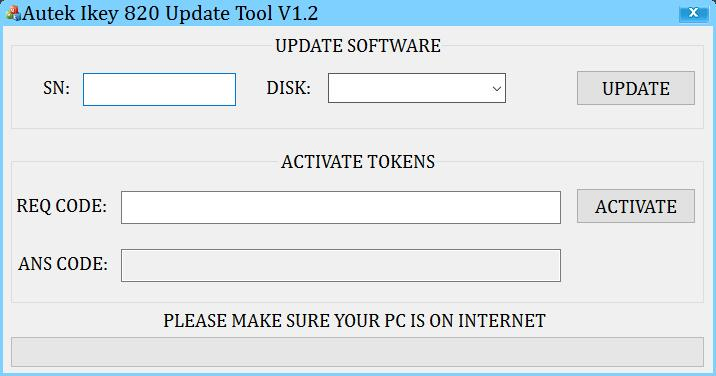 Autek Ikey 820 Update Tool V1.2
UPDATE SOFTWARE
SN:
DISK:
UPDATE
ACTIVATE TOKENS
REQ CODE:
ACTIVATE
ANS CODE:
PLEASE MAKE SURE YOUR PC IS ON INTERNET